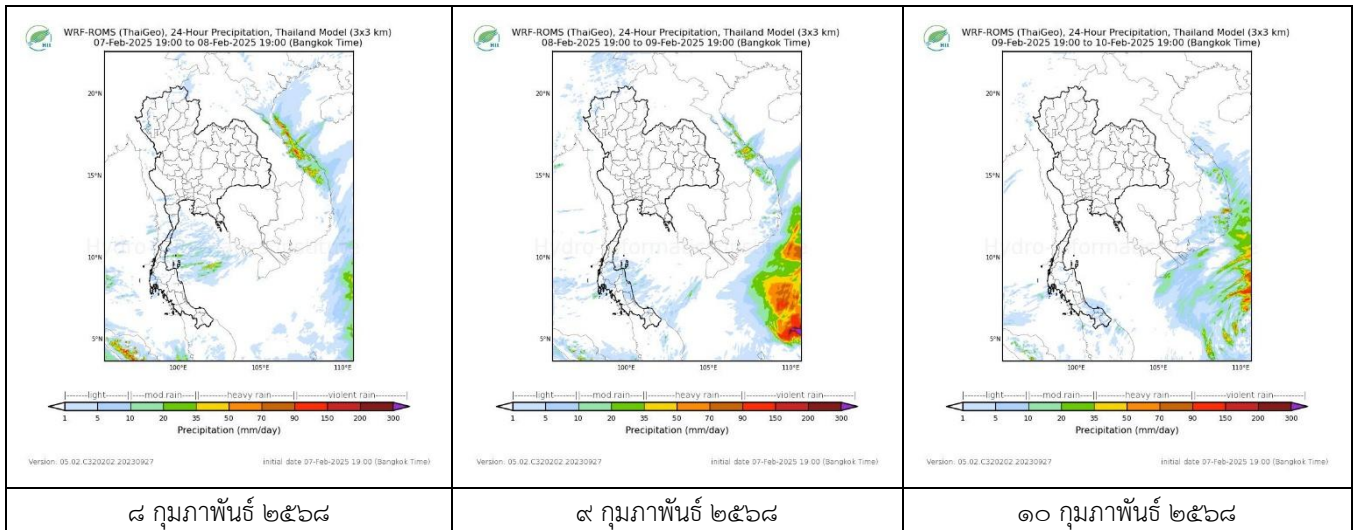 HII
WRF-ROMS (ThaiGeo), 24-Hour Precipitation, Thailand Model (3x3 km)
07-Feb-2025 19:00 to 08-Feb-2025 19:00 (Bangkok Time)
20°N
15°N
10°N
5°N
100°E 105°E 110°E
light mod rain heavy rain violent rain
1 5 10 20 35 50 70 90 150 200 300
Precipitation (mm/day)
Version: 05.02.C320202.20230927 initial date 07-Feb-2025 19:00 (Bangkok Time)
๘ กุมภาพันธ์ ๒๕๖๘
HII
WRF-ROMS (ThaiGeo), 24-Hour Precipitation, Thailand Model (3x3 km)
08-Feb-2025 19:00 to 09-Feb-2025 19:00 (Bangkok Time)
20°N
15°N
10°N
5°N
100°E 105°E 110°E
light mod rain heavy rain violent rain
1 5 10 20 35 50 70 90 150 200 300
Precipitation (mm/day)
Version: 05.02.C320202.20230927 initial date 07-Feb-2025 19:00 (Bangkok Time)
๙ กุมภาพันธ์ ๒๕๖๘
HII
WRF-ROMS (ThaiGeo), 24-Hour Precipitation, Thailand Model (3x3 km)
09-Feb-2025 19:00 to 10-Feb-2025 19:00 (Bangkok Time)
20°N
15°N
10°N
5°N
100°E 105°E 110°E
light mod rain heavy rain violent rain
1 5 10 20 35 50 70 90 150 200 300
Precipitation (mm/day)
Version: 05.02.C320202.20230927 initial date 07-Feb-2025 19:00 (Bangkok Time)
๑๐ กุมภาพันธ์ ๒๕๖๘